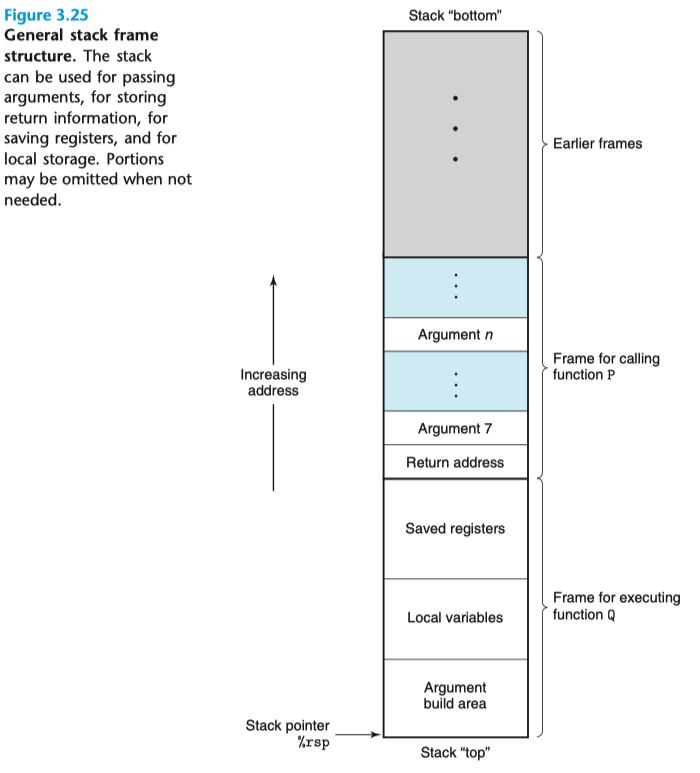 Figure 3.25
General stack frame
structure. The stack
can be used for passing
arguments, for storing
return information, for
saving registers, and for
local storage. Portions
may be omitted when not
needed.
Stack “bottom”
Earlier frames
Increasing
address
Argument n
Frame for calling
function P
Argument 7
Return address
Saved registers
Local variables
Frame for executing
function Q
Argument
build area
Stack pointer
%rsp
Stack “top”